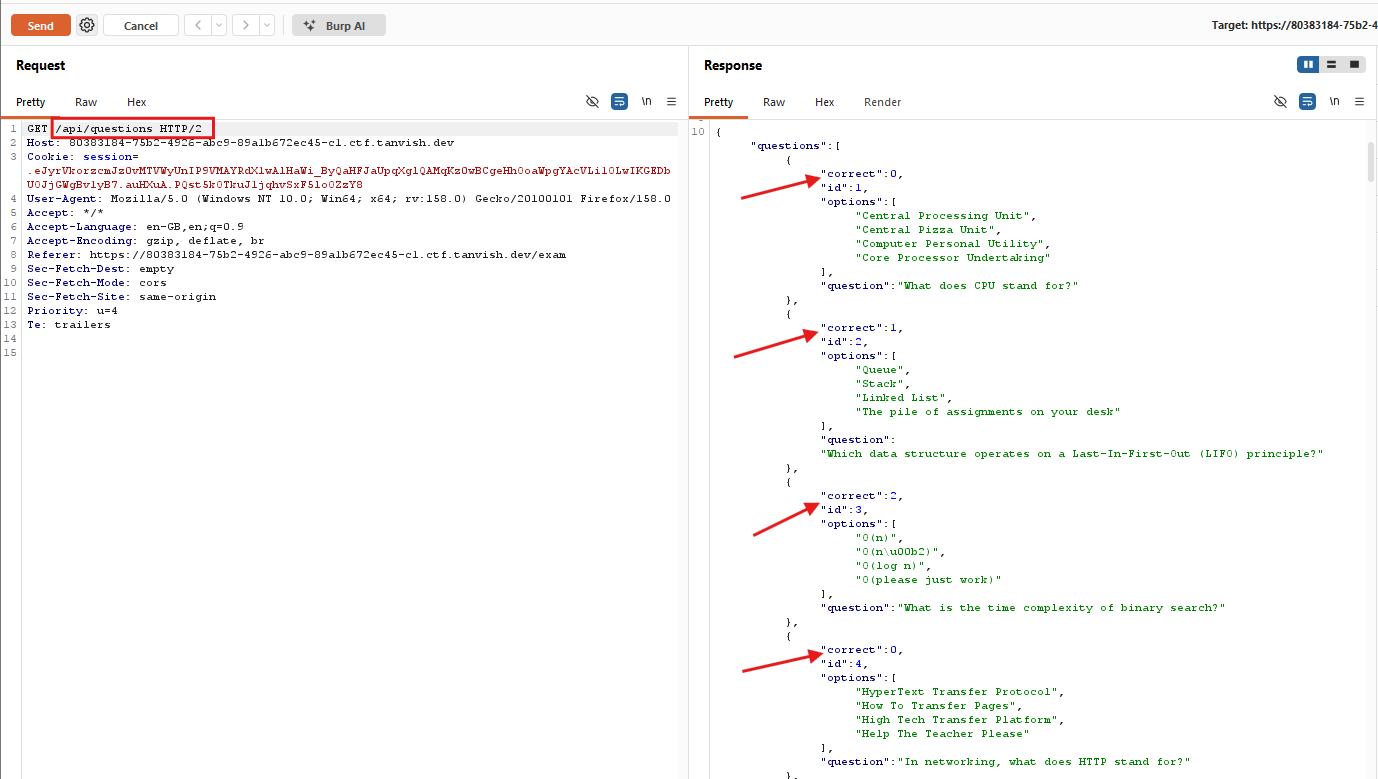 Send
Cancel
Burp AI
Target: https://80383184-75b2-4
Request
Response
Pretty Raw Hex
\n
Pretty Raw Hex Render
\n
1 GET /api/questions HTTP/2
2 Host: 80383184-75b2-4926-abc9-89a1b672ec45-c1.ctf.tanvish.dev
3 Cookie: session=
4 User-Agent: Mozilla/5.0 (Windows NT 10.0; Win64; x64; rv:158.0) Gecko/20100101 Firefox/158.0
5 Accept: */*
6 Accept-Language: en-GB,en;q=0.9
7 Accept-Encoding: gzip, deflate, br
8 Referer: https://80383184-75b2-4926-abc9-89a1b672ec45-c1.ctf.tanvish.dev/exam
9 Sec-Fetch-Dest: empty
10 Sec-Fetch-Mode: cors
11 Sec-Fetch-Site: same-origin
12 Priority: u=4
13 Te: trailers
14
15
10 {
"questions":[
{
"correct":0,
"id":1,
"options":[
"Central Processing Unit",
"Central Pizza Unit",
"Computer Personal Utility",
"Core Processor Undertaking"
],
"question":"What does CPU stand for?"
},
{
"correct":1,
"id":2,
"options":[
"Queue",
"Stack",
"Linked List",
"The pile of assignments on your desk"
],
"question":
"Which data structure operates on a Last-In-First-Out (LIFO) principle?"
},
{
"correct":2,
"id":3,
"options":[
"O(n)",
"O(n\u00b2)",
"O(log n)",
"O(please just work)"
],
"question":"What is the time complexity of binary search?"
},
{
"correct":0,
"id":4,
"options":[
"HyperText Transfer Protocol",
"How To Transfer Pages",
"High Tech Transfer Platform",
"Help The Teacher Please"
],
"question":"In networking, what does HTTP stand for?"
},